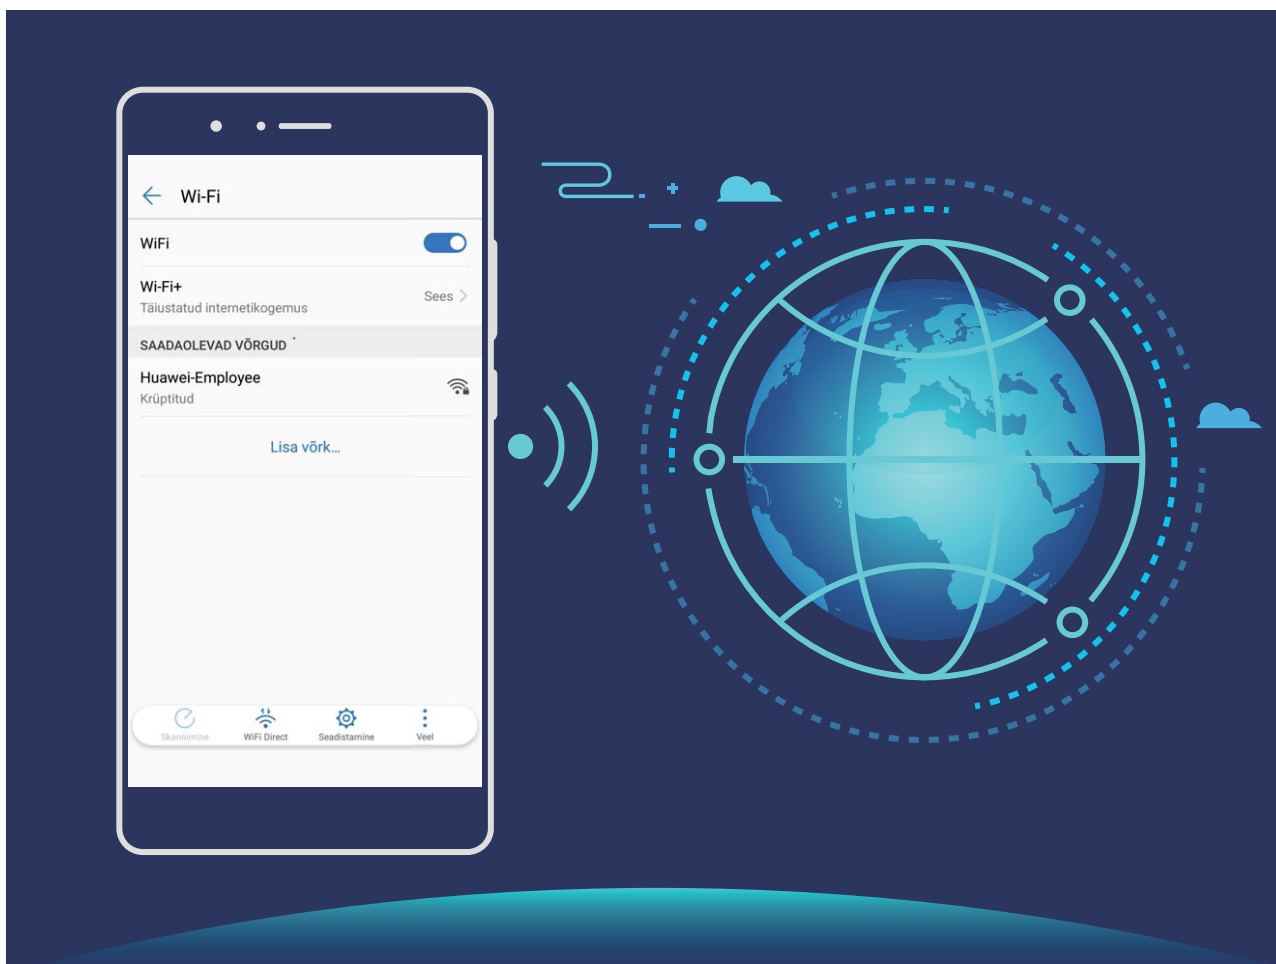 Wi-Fi
WiFi
Wi-Fi+
Täiustatud internetikogemus
Sees
SAADAOLEVAD VÕRGUD
Huawei-Employee
Krüptitud
Lisa võrk...
Skannimine WiFi Direct Seadistamine Veel